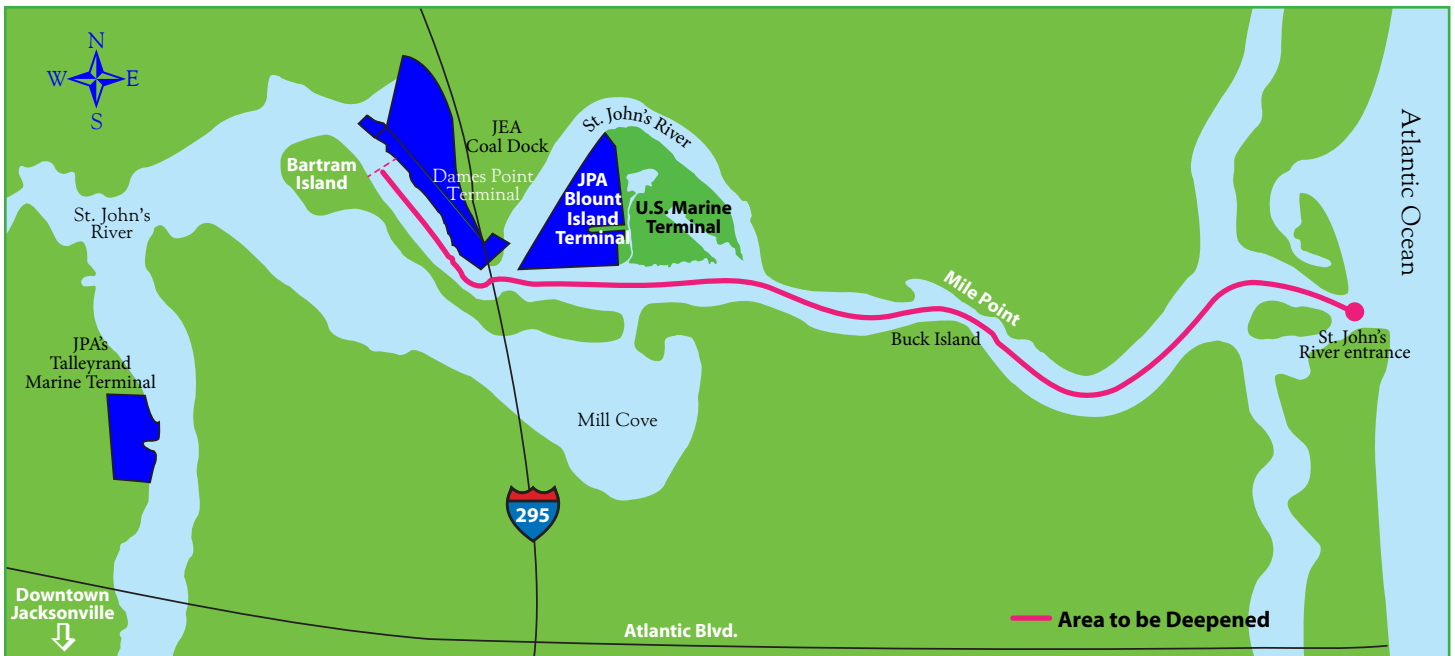 N
W
E
S
JEA
Coal Dock
St. John's River
Atlantic Ocean
Bartram
Island
Dames Point
Terminal
JPA
Blount
Island
Terminal
U.S. Marine
Terminal
St. John's
River
Mile Point
Buck Island
St. John's
River entrance
JPA's
Talleyrand
Marine Terminal
Mill Cove
295
Downtown
Jacksonville
Atlantic Blvd.
Area to be Deepened